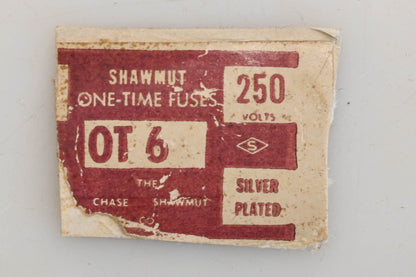 SHAWMUT
ONE-TIME FUSES
OT 6
THE
CHASE SHAWMUT
CO.
250
VOLTS
S
SILVER
PLATED